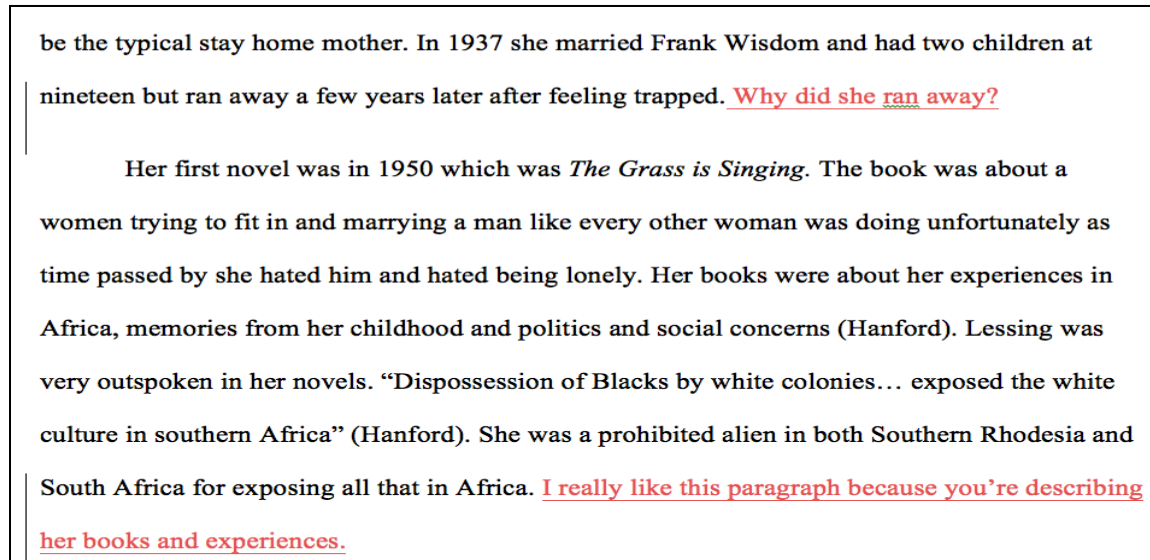 be the typical stay home mother. In 1937 she married Frank Wisdom and had two children at
nineteen but ran away a few years later after feeling trapped. Why did she ran away?
Her first novel was in 1950 which was The Grass is Singing. The book was about a
women trying to fit in and marrying a man like every other woman was doing unfortunately as
time passed by she hated him and hated being lonely. Her books were about her experiences in
Africa, memories from her childhood and politics and social concerns (Hanford). Lessing was
very outspoken in her novels. “Dispossession of Blacks by white colonies… exposed the white
culture in southern Africa” (Hanford). She was a prohibited alien in both Southern Rhodesia and
South Africa for exposing all that in Africa. I really like this paragraph because you’re describing
her books and experiences.